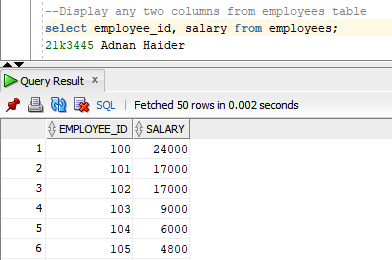 --Display any two columns from employees table
select employee_id, salary from employees;
21k3445 Adnan Haider
Query Result ×
SQL | Fetched 50 rows in 0.002 seconds
EMPLOYEE_ID SALARY
1 100 24000
2 101 17000
3 102 17000
4 103 9000
5 104 6000
6 105 4800